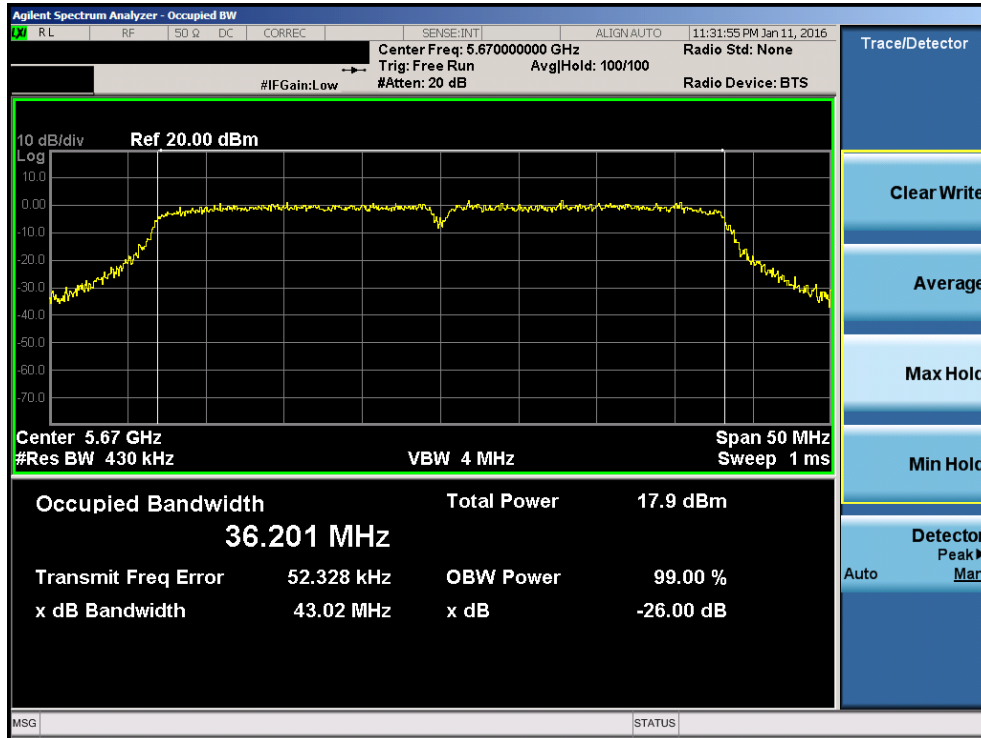 Agilent Spectrum Analyzer - Occupied BW
LXI RL RF 50 Ω DC CORREC SENSE:INT ALIGN AUTO 11:31:55 PM Jan 11, 2016
Center Freq: 5.670000000 GHz Radio Std: None
Trig: Free Run Avg|Hold: 100/100
#IFGain:Low #Atten: 20 dB Radio Device: BTS
Trace/Detector
10 dB/div Ref 20.00 dBm
Log
10.0
0.00
-10.0
-20.0
-30.0
-40.0
-50.0
-60.0
-70.0
Center 5.67 GHz Span 50 MHz
#Res BW 430 kHz VBW 4 MHz Sweep 1 ms
Occupied Bandwidth Total Power 17.9 dBm
36.201 MHz
Transmit Freq Error 52.328 kHz OBW Power 99.00 %
x dB Bandwidth 43.02 MHz x dB -26.00 dB
Clear Write
Average
Max Hold
Min Hold
Detector
Peak▶
Auto Man
MSG STATUS